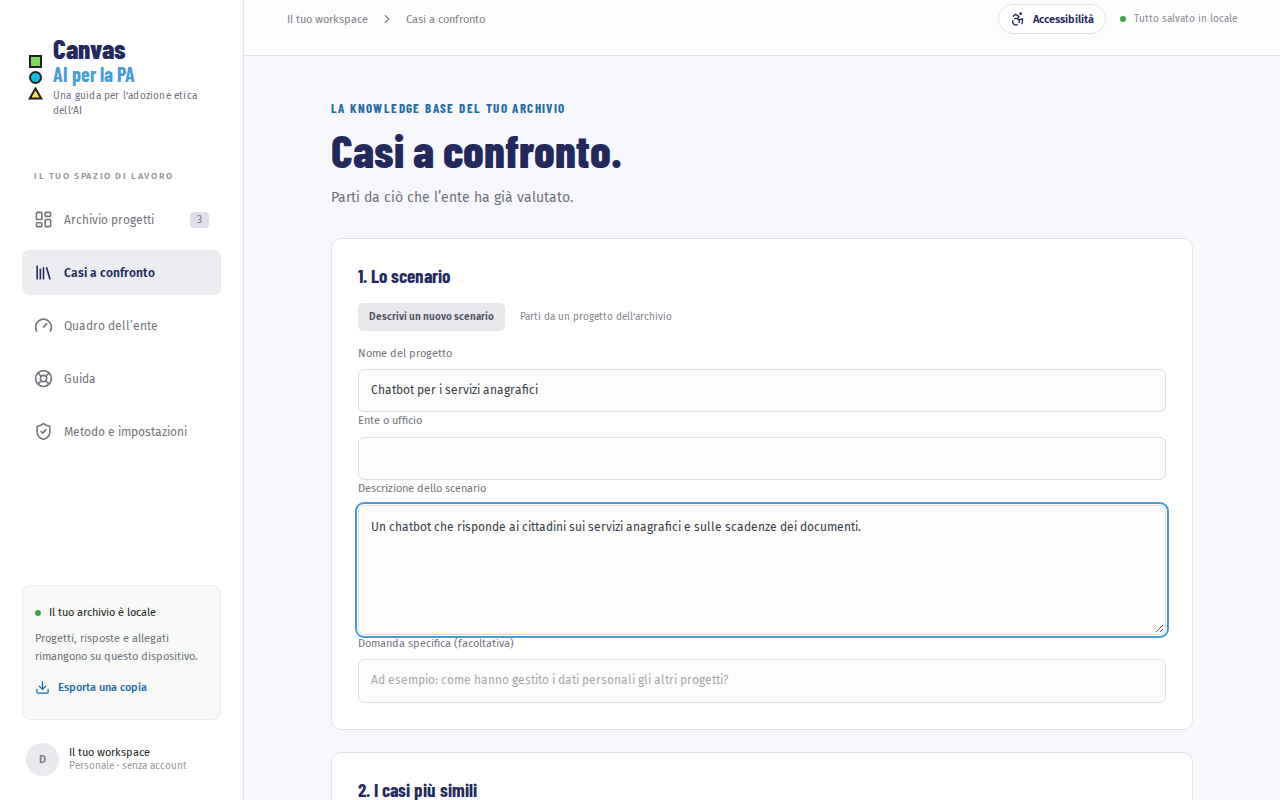 Canvas
AI per la PA
Una guida per l'adozione etica
dell'AI
IL TUO SPAZIO DI LAVORO
Archivio progetti
3
Casi a confronto
Quadro dell'ente
Guida
Metodo e impostazioni
Il tuo archivio è locale
Progetti, risposte e allegati
rimangono su questo dispositivo.
Esporta una copia
D
Il tuo workspace
Personale · senza account
Il tuo workspace
Casi a confronto
Accessibilità
Tutto salvato in locale
LA KNOWLEDGE BASE DEL TUO ARCHIVIO
Casi a confronto.
Parti da ciò che l'ente ha già valutato.
1. Lo scenario
Descrivi un nuovo scenario
Parti da un progetto dell'archivio
Nome del progetto
Chatbot per i servizi anagrafici
Ente o ufficio
Descrizione dello scenario
Un chatbot che risponde ai cittadini sui servizi anagrafici e sulle scadenze dei documenti.
Domanda specifica (facoltativa)
Ad esempio: come hanno gestito i dati personali gli altri progetti?
2. I casi più simili